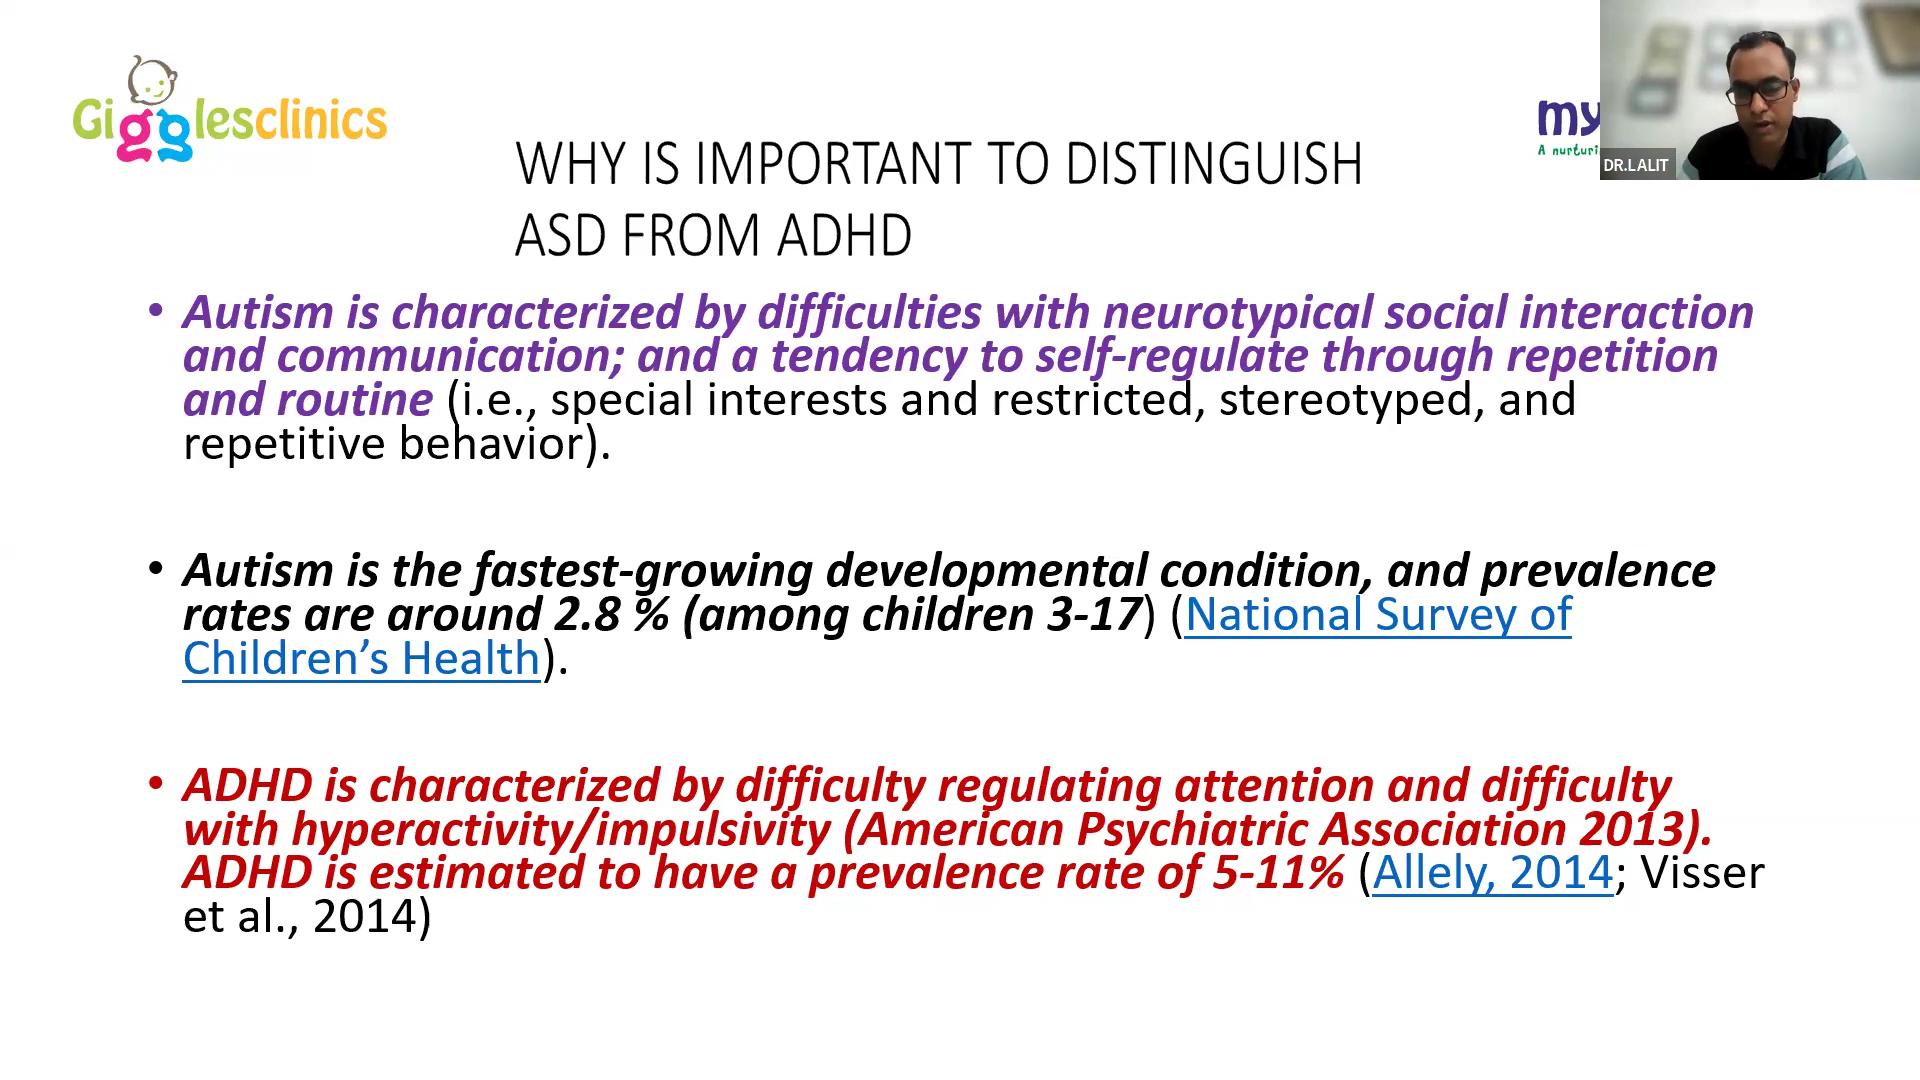 Gigglesclinics
my
A nurturi
DR.LALIT
WHY IS IMPORTANT TO DISTINGUISH
ASD FROM ADHD
• Autism is characterized by difficulties with neurotypical social interaction
and communication; and a tendency to self-regulate through repetition
and routine (i.e., special interests and restricted, stereotyped, and
repetitive behavior).
• Autism is the fastest-growing developmental condition, and prevalence
rates are around 2.8 % (among children 3-17) (National Survey of
Children’s Health).
• ADHD is characterized by difficulty regulating attention and difficulty
with hyperactivity/impulsivity (American Psychiatric Association 2013).
ADHD is estimated to have a prevalence rate of 5-11% (Allely, 2014; Visser
et al., 2014)